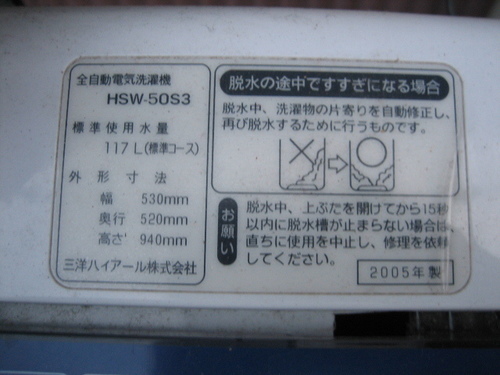 全自動電気洗濯機
HSW-50S3
標準使用水量
117L(標準コース)
外形寸法
幅 530mm
奥行 520mm
高さ 940mm
三洋ハイアール株式会社
脱水の途中ですすぎになる場合
脱水中、洗濯物の片寄りを自動修正し、
再び脱水するために行うものです。
お願い
脱水中、上ぶたを開けてから15秒
以内に脱水槽が止まらない場合は、
直ちに使用を中止し、修理を依頼
してください。
2005年製